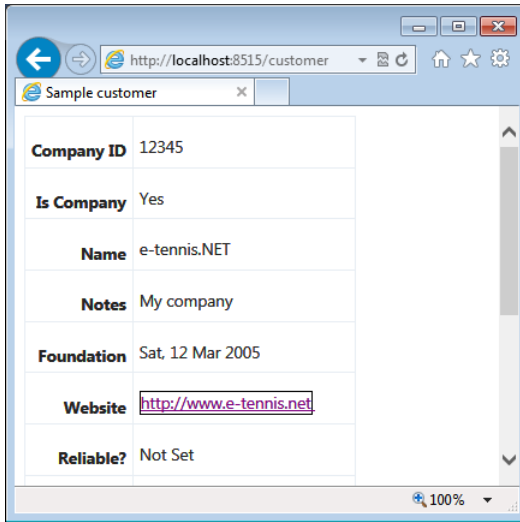 http://localhost:8515/customer
Sample customer
Company ID 12345
Is Company Yes
Name e-tennis.NET
Notes My company
Foundation Sat, 12 Mar 2005
Website http://www.e-tennis.net
Reliable? Not Set
100%